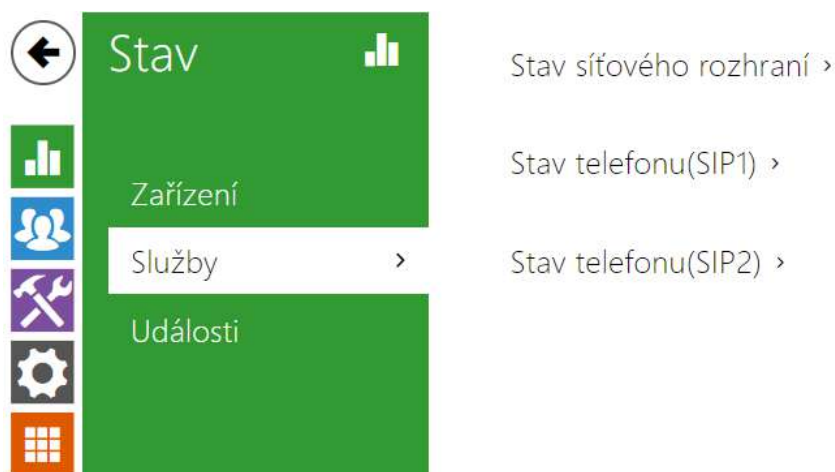 Stav
Zařízení
Služby
Události
Stav síťového rozhraní
Stav telefonu(SIP1)
Stav telefonu(SIP2)